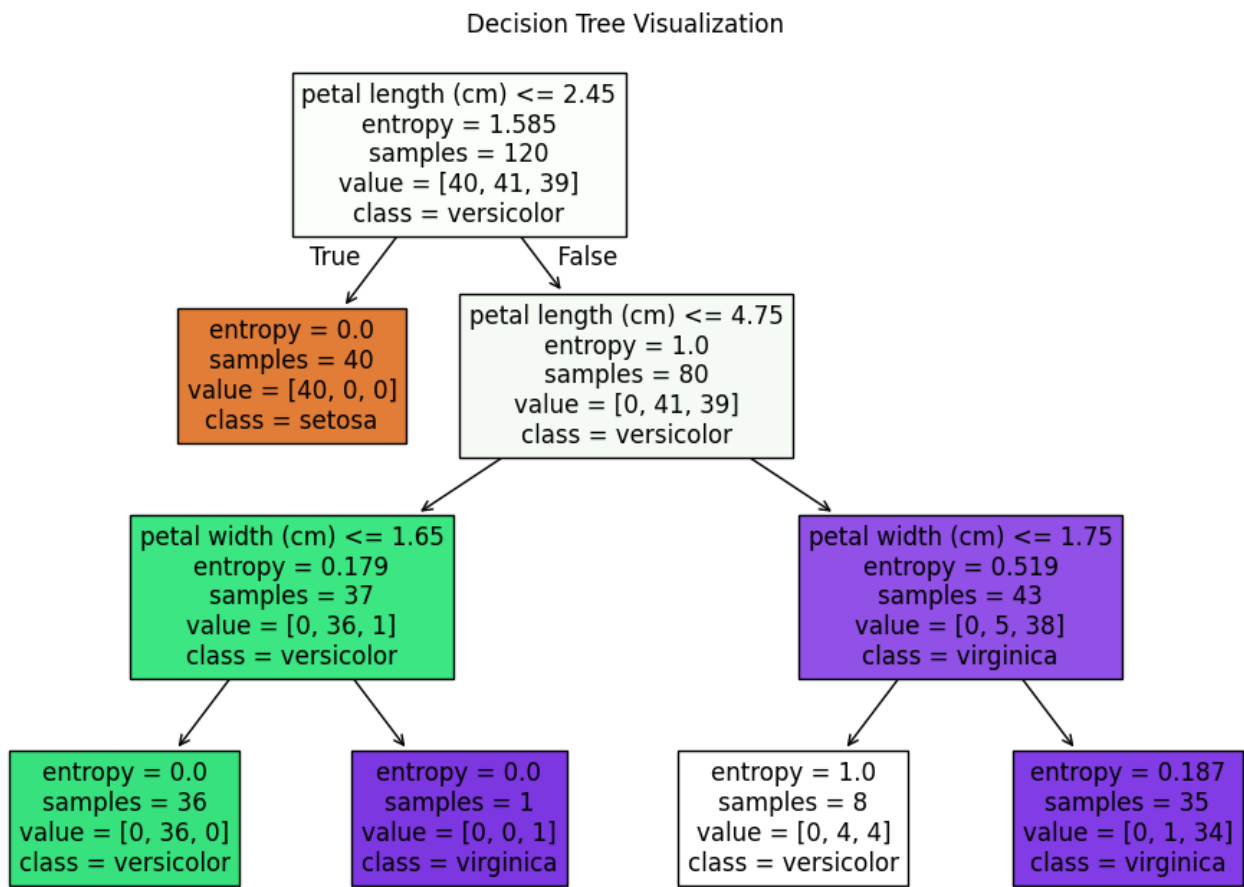 Decision Tree Visualization
petal length (cm) <= 2.45
entropy = 1.585
samples = 120
value = [40, 41, 39]
class = versicolor
True
False
entropy = 0.0
samples = 40
value = [40, 0, 0]
class = setosa
petal length (cm) <= 4.75
entropy = 1.0
samples = 80
value = [0, 41, 39]
class = versicolor
petal width (cm) <= 1.65
entropy = 0.179
samples = 37
value = [0, 36, 1]
class = versicolor
petal width (cm) <= 1.75
entropy = 0.519
samples = 43
value = [0, 5, 38]
class = virginica
entropy = 0.0
samples = 36
value = [0, 36, 0]
class = versicolor
entropy = 0.0
samples = 1
value = [0, 0, 1]
class = virginica
entropy = 1.0
samples = 8
value = [0, 4, 4]
class = versicolor
entropy = 0.187
samples = 35
value = [0, 1, 34]
class = virginica